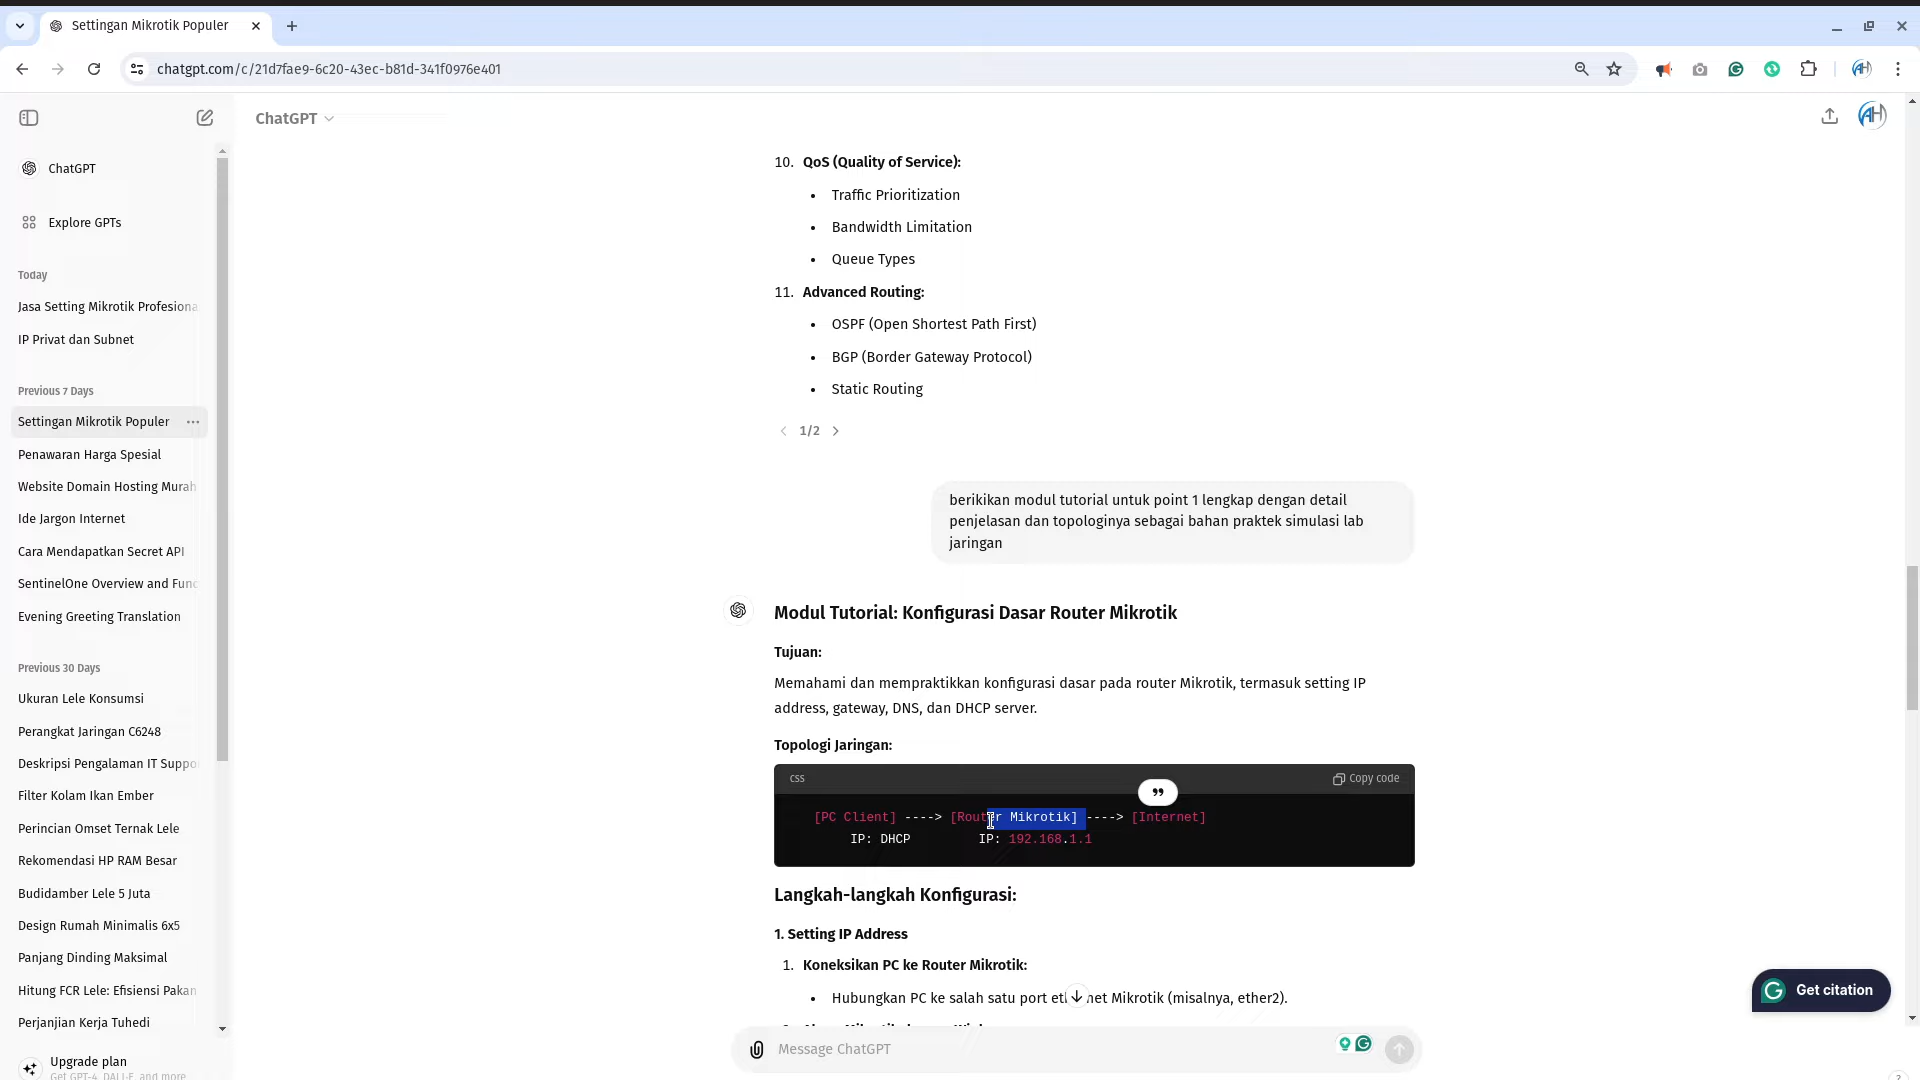 Settingan Mikrotik Populer
chatgpt.com/c/21d7fae9-6c20-43ec-b81d-341f0976e401
ChatGPT
ChatGPT
Explore GPTs
Today
Jasa Setting Mikrotik Profesiona
IP Privat dan Subnet
Previous 7 Days
Settingan Mikrotik Populer
Penawaran Harga Spesial
Website Domain Hosting Murah
Ide Jargon Internet
Cara Mendapatkan Secret API
SentinelOne Overview and Func
Evening Greeting Translation
Previous 30 Days
Ukuran Lele Konsumsi
Perangkat Jaringan C6248
Deskripsi Pengalaman IT Suppo
Filter Kolam Ikan Ember
Perincian Omset Ternak Lele
Rekomendasi HP RAM Besar
Budidamber Lele 5 Juta
Design Rumah Minimalis 6x5
Panjang Dinding Maksimal
Hitung FCR Lele: Efisiensi Pakan
Perjanjian Kerja Tuhedi
Upgrade plan
Get GPT-4, DALL·E, and more
10. QoS (Quality of Service):
• Traffic Prioritization
• Bandwidth Limitation
• Queue Types
11. Advanced Routing:
• OSPF (Open Shortest Path First)
• BGP (Border Gateway Protocol)
• Static Routing
1/2
berikikan modul tutorial untuk point 1 lengkap dengan detail
penjelasan dan topologinya sebagai bahan praktek simulasi lab
jaringan
Modul Tutorial: Konfigurasi Dasar Router Mikrotik
Tujuan:
Memahami dan mempraktikkan konfigurasi dasar pada router Mikrotik, termasuk setting IP
address, gateway, DNS, dan DHCP server.
Topologi Jaringan:
css Copy code
[PC Client] ----> [Router Mikrotik] ----> [Internet]
IP: DHCP IP: 192.168.1.1
Langkah-langkah Konfigurasi:
1. Setting IP Address
1. Koneksikan PC ke Router Mikrotik:
• Hubungkan PC ke salah satu port ethernet Mikrotik (misalnya, ether2).
Message ChatGPT
Get citation